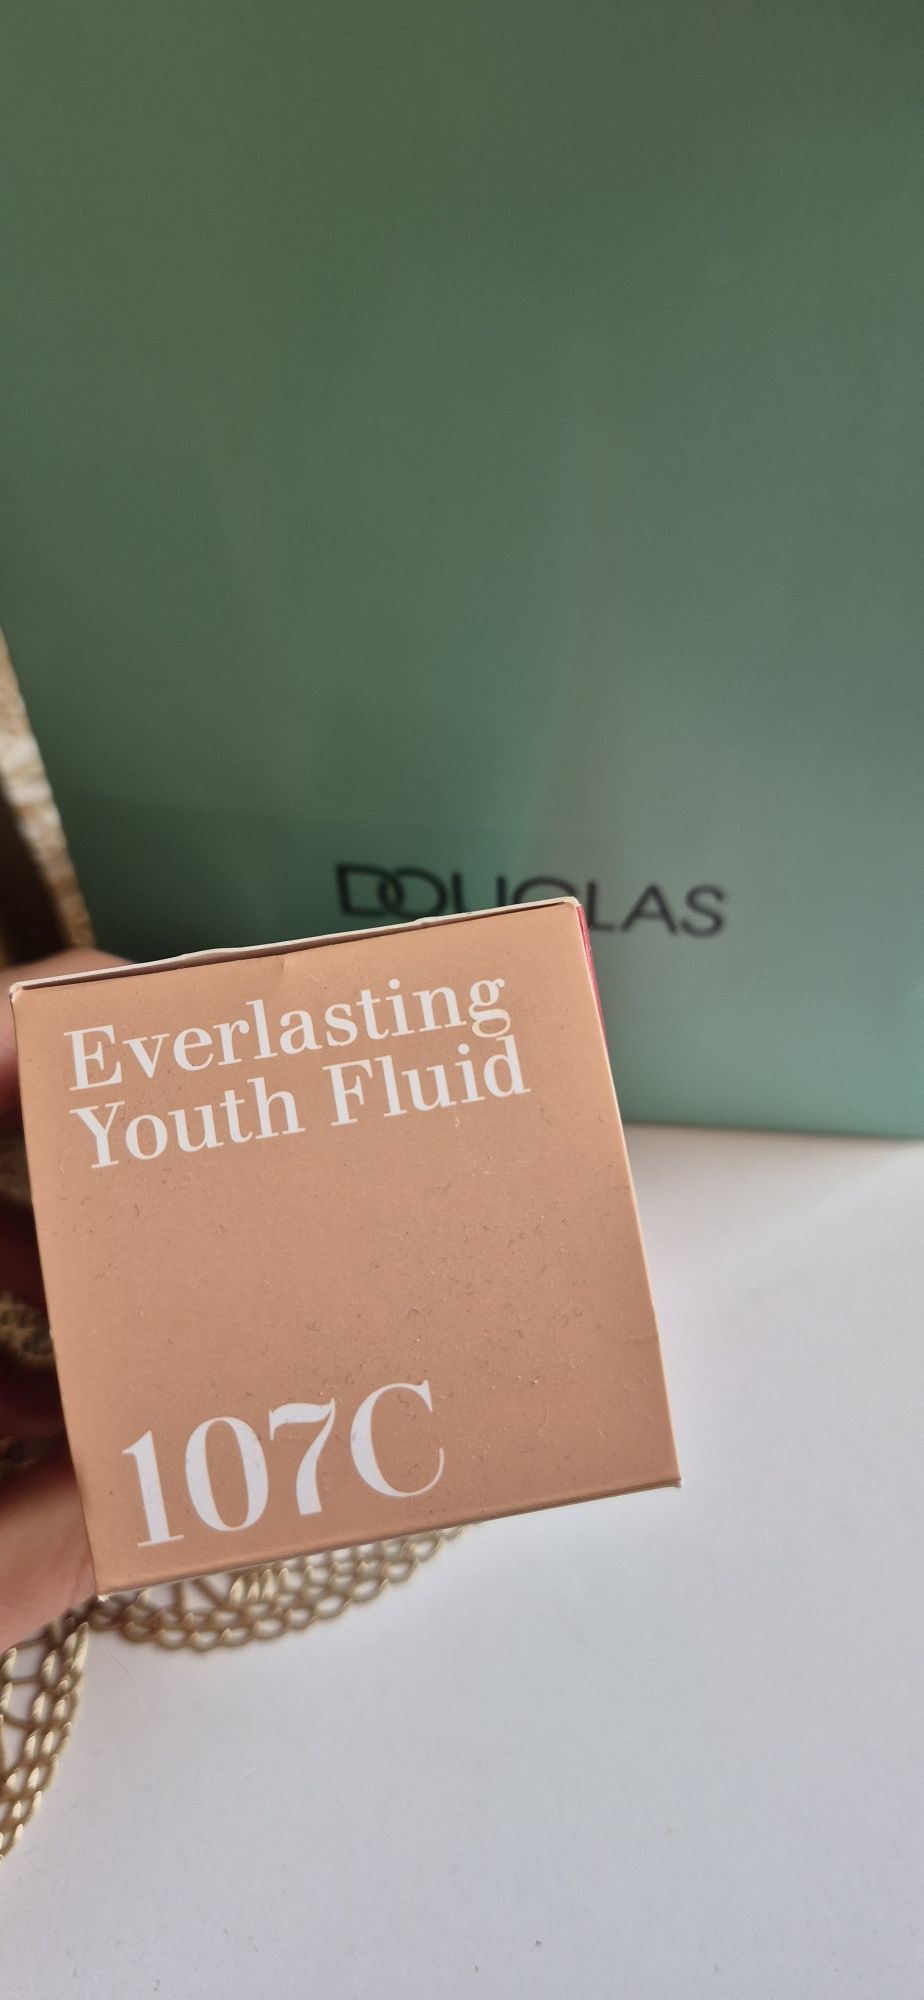 DOUGLAS
Everlasting
Youth Fluid
107C